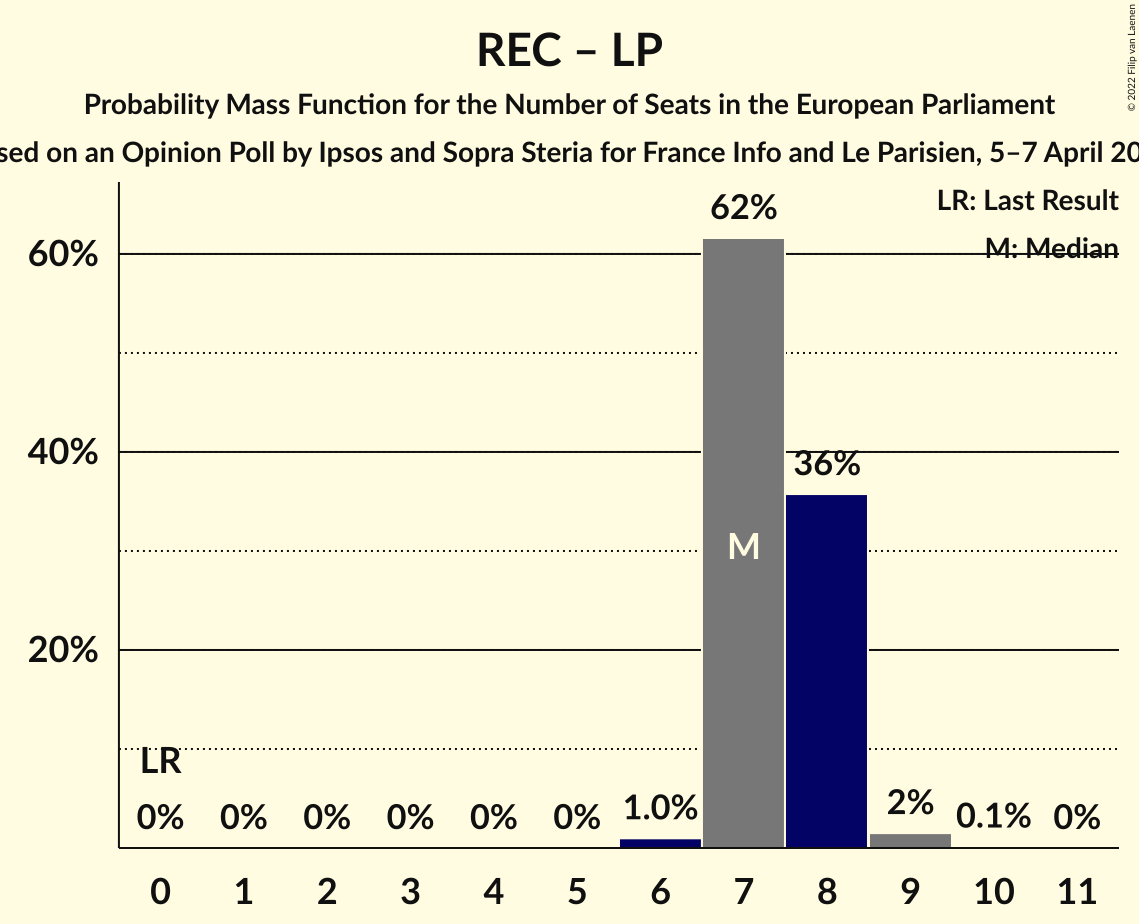 REC – LP
Probability Mass Function for the Number of Seats in the European Parliament
sed on an Opinion Poll by Ipsos and Sopra Steria for France Info and Le Parisien, 5–7 April 20
© 2022 Filip van Laenen
LR: Last Result
M: Median
60%
40%
20%
62%
36%
M
LR
0% 0% 0% 0% 0% 0% 1.0% 2% 0.1% 0%
0 1 2 3 4 5 6 7 8 9 10 11